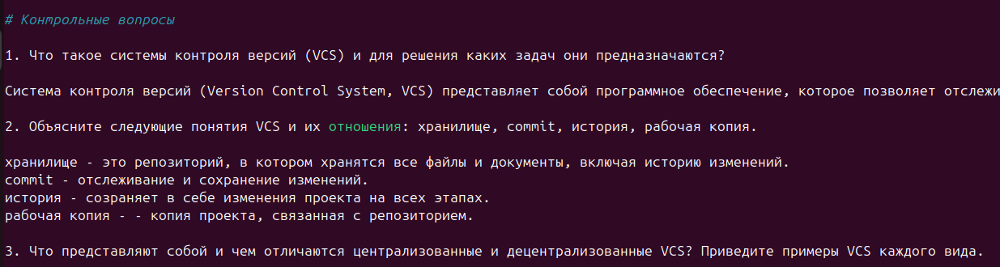 # Контрольные вопросы
1. Что такое системы контроля версий (VCS) и для решения каких задач они предназначаются?
Система контроля версий (Version Control System, VCS) представляет собой программное обеспечение, которое позволяет отслежи
2. Объясните следующие понятия VCS и их отношения: хранилище, commit, история, рабочая копия.
хранилище - это репозиторий, в котором хранятся все файлы и документы, включая историю изменений.
commit - отслеживание и сохранение изменений.
история - созраняет в себе изменения проекта на всех этапах.
рабочая копия - - копия проекта, связанная с репозиторием.
3. Что представляют собой и чем отличаются централизованные и децентрализованные VCS? Приведите примеры VCS каждого вида.